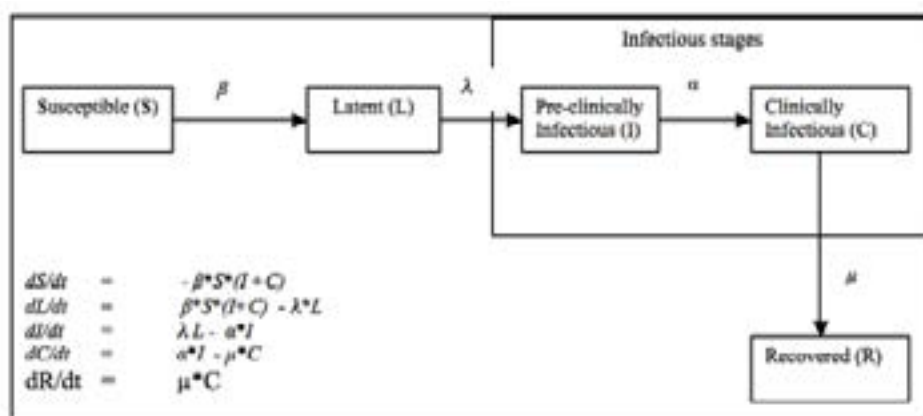 Infectious stages
β
λ
α
Susceptible (S)
Latent (L)
Pre-clinically
Infectious (I)
Clinically
Infectious (C)
μ
dS/dt = - β*S*(I + C)
dL/dt = β*S*(I+C) - λ*L
dI/dt = λ L - α*I
dC/dt = α*I - μ*C
dR/dt = μ*C
Recovered (R)